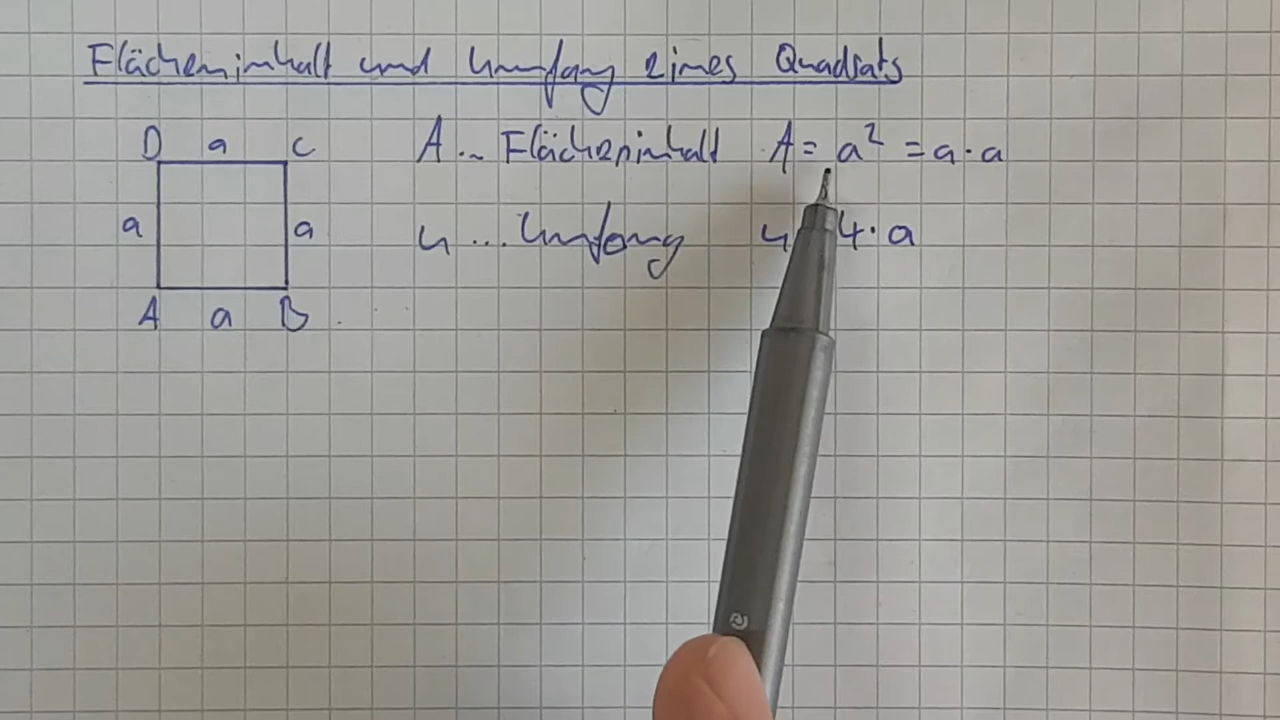 Flächeninhalt und Umfang eines Quadrats
D a C
A ... Flächeninhalt A = a² = a · a
a a
u ... Umfang u 4 · a
A a B